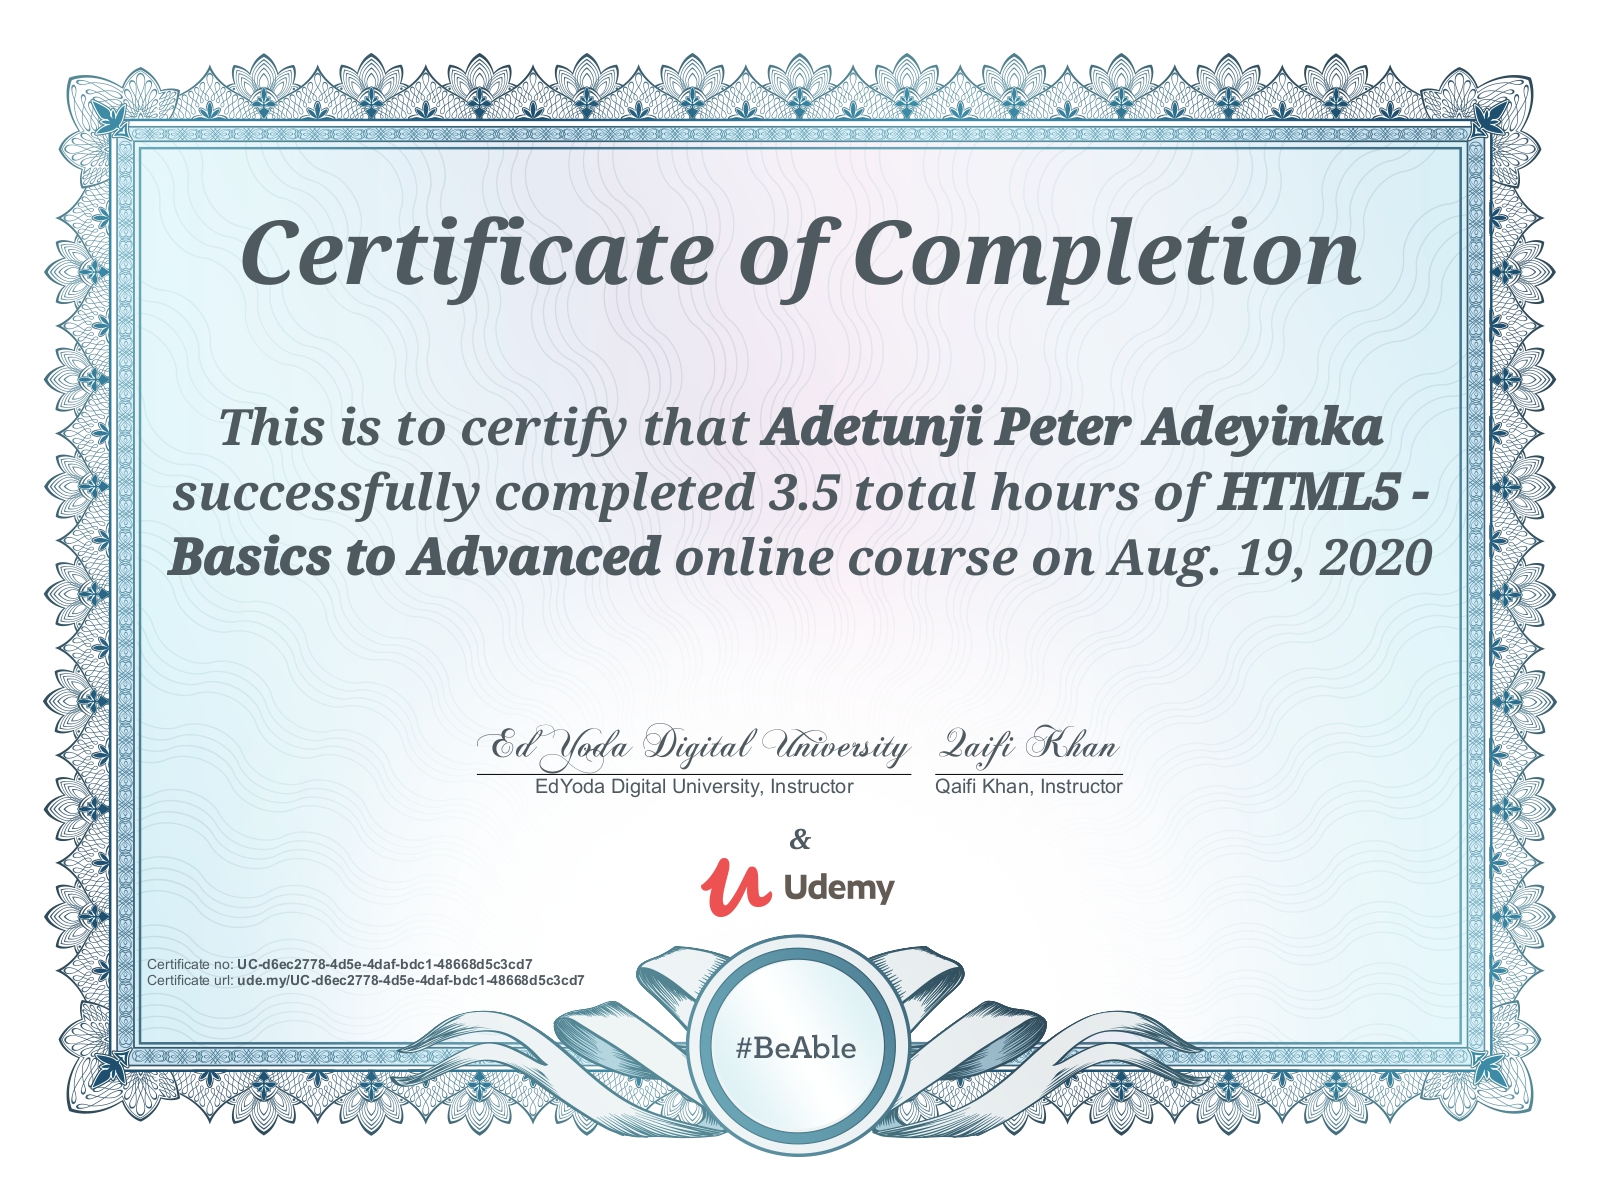 Certificate of Completion
This is to certify that Adetunji Peter Adeyinka
successfully completed 3.5 total hours of HTML5 -
Basics to Advanced online course on Aug. 19, 2020
Ed Yoda Digital University Qaifi Khan
EdYoda Digital University, Instructor Qaifi Khan, Instructor
&
Udemy
Certificate no: UC-d6ec2778-4d5e-4daf-bdc1-48668d5c3cd7
Certificate url: ude.my/UC-d6ec2778-4d5e-4daf-bdc1-48668d5c3cd7
#BeAble